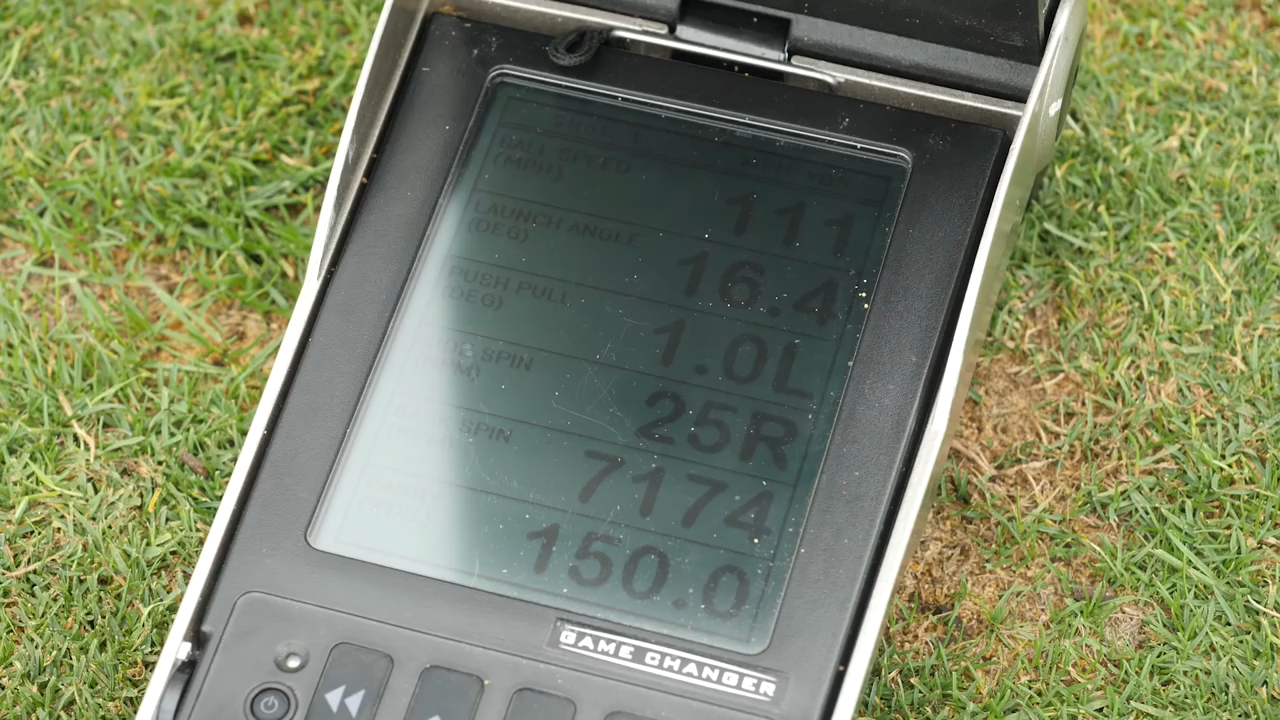 BALL SPEED
(MPH)
111
LAUNCH ANGLE
(DEG)
16.4
PUSH PULL
(DEG)
1.0L
SPIN
25R
SPIN
7174
150.0
GAME CHANGER